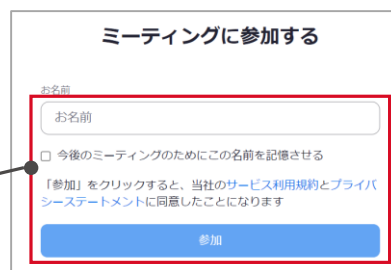 ミーティングに参加する
お名前
お名前
今後のミーティングのためにこの名前を記憶させる
「参加」をクリックすると、当社のサービス利用規約とプライバ
シーステートメントに同意したことになります
参加